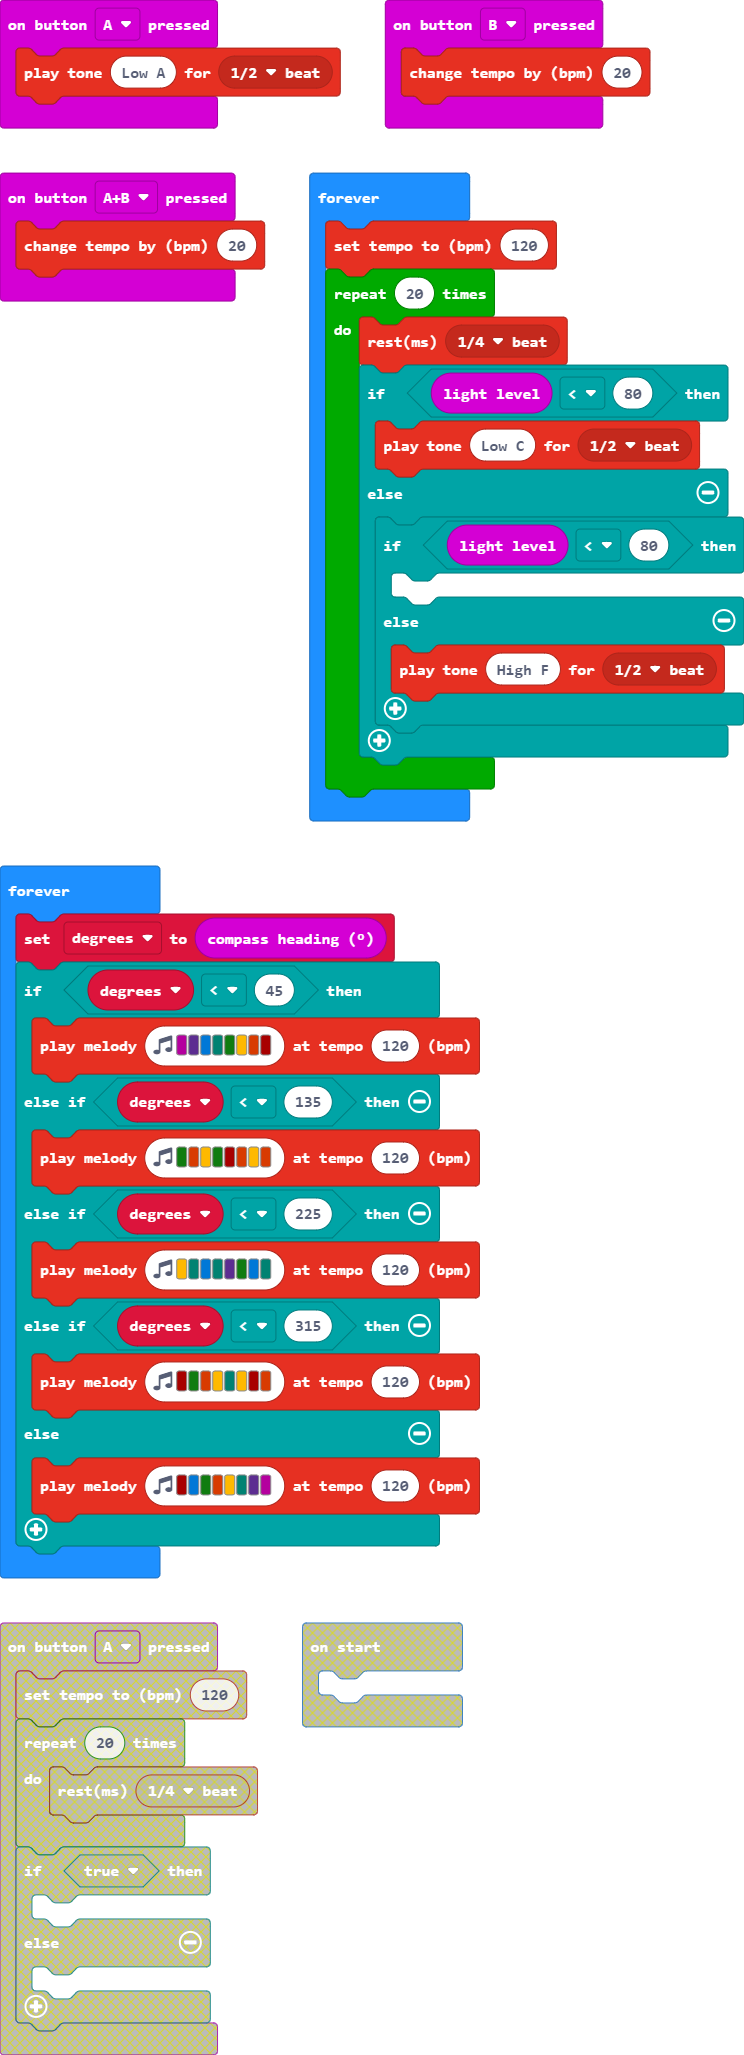 on button A pressed
play tone Low A for 1/2 beat
on button B pressed
change tempo by (bpm) 20
on button A+B pressed
change tempo by (bpm) 20
forever
set tempo to (bpm) 120
repeat 20 times
do
rest(ms) 1/4 beat
if light level < 80 then
play tone Low C for 1/2 beat
else
if light level < 80 then
else
play tone High F for 1/2 beat
forever
set degrees to compass heading (º)
if degrees < 45 then
play melody at tempo 120 (bpm)
else if degrees < 135 then
play melody at tempo 120 (bpm)
else if degrees < 225 then
play melody at tempo 120 (bpm)
else if degrees < 315 then
play melody at tempo 120 (bpm)
else
play melody at tempo 120 (bpm)
on button A pressed
set tempo to (bpm) 120
repeat 20 times
do
rest(ms) 1/4 beat
if true then
else
on start